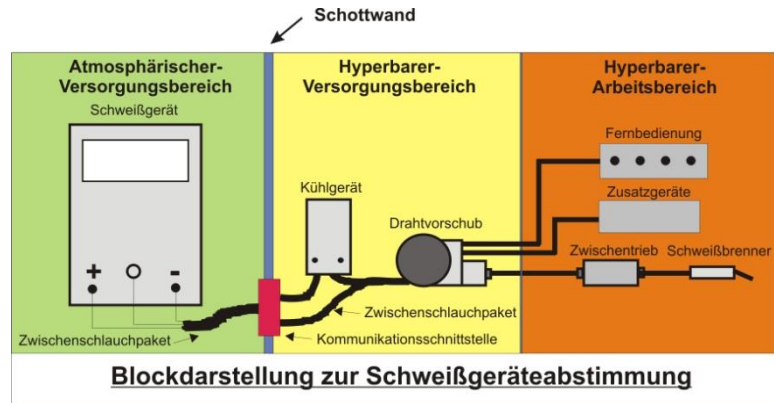 Schottwand
Atmosphärischer-
Versorgungsbereich
Schweißgerät
+
-
Zwischenschlauchpaket
Hyperbarer-
Versorgungsbereich
Kühlgerät
Drahtvorschub
Zwischenschlauchpaket
Kommunikationsschnittstelle
Hyperbarer-
Arbeitsbereich
Fernbedienung
Zusatzgeräte
Zwischentrieb
Schweißbrenner
Blockdarstellung zur Schweißgeräteabstimmung